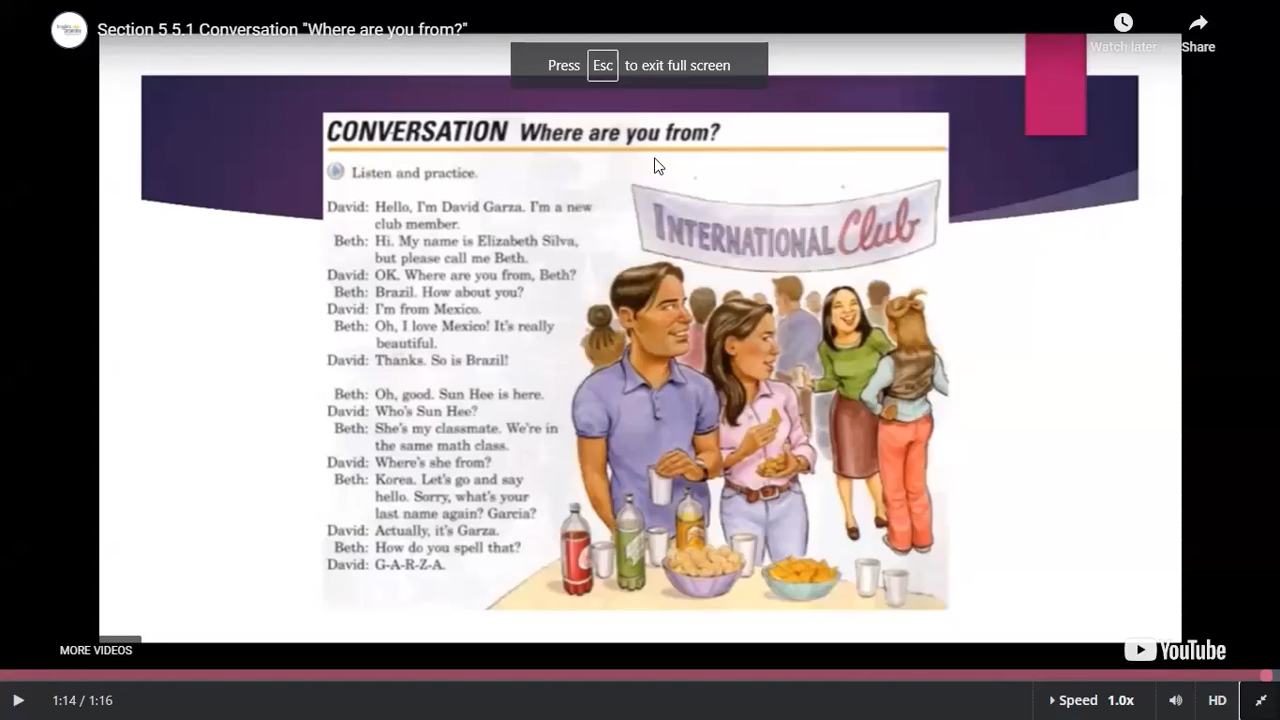 Section 5 5.1 Conversation "Where are you from?"
Watch later
Share
Press Esc to exit full screen
CONVERSATION Where are you from?
Listen and practice.
INTERNATIONAL Club
David: Hello, I'm David Garza. I'm a new
club member.
Beth: Hi. My name is Elizabeth Silva,
but please call me Beth.
David: OK. Where are you from, Beth?
Beth: Brazil. How about you?
David: I'm from Mexico.
Beth: Oh, I love Mexico! It's really
beautiful.
David: Thanks. So is Brazil!
Beth: Oh, good. Sun Hee is here.
David: Who's Sun Hee?
Beth: She's my classmate. We're in
the same math class.
David: Where's she from?
Beth: Korea. Let's go and say
hello. Sorry, what's your
last name again? Garcia?
David: Actually, it's Garza.
Beth: How do you spell that?
David: G-A-R-Z-A.
MORE VIDEOS
YouTube
1:14 / 1:16
Speed 1.0x
HD